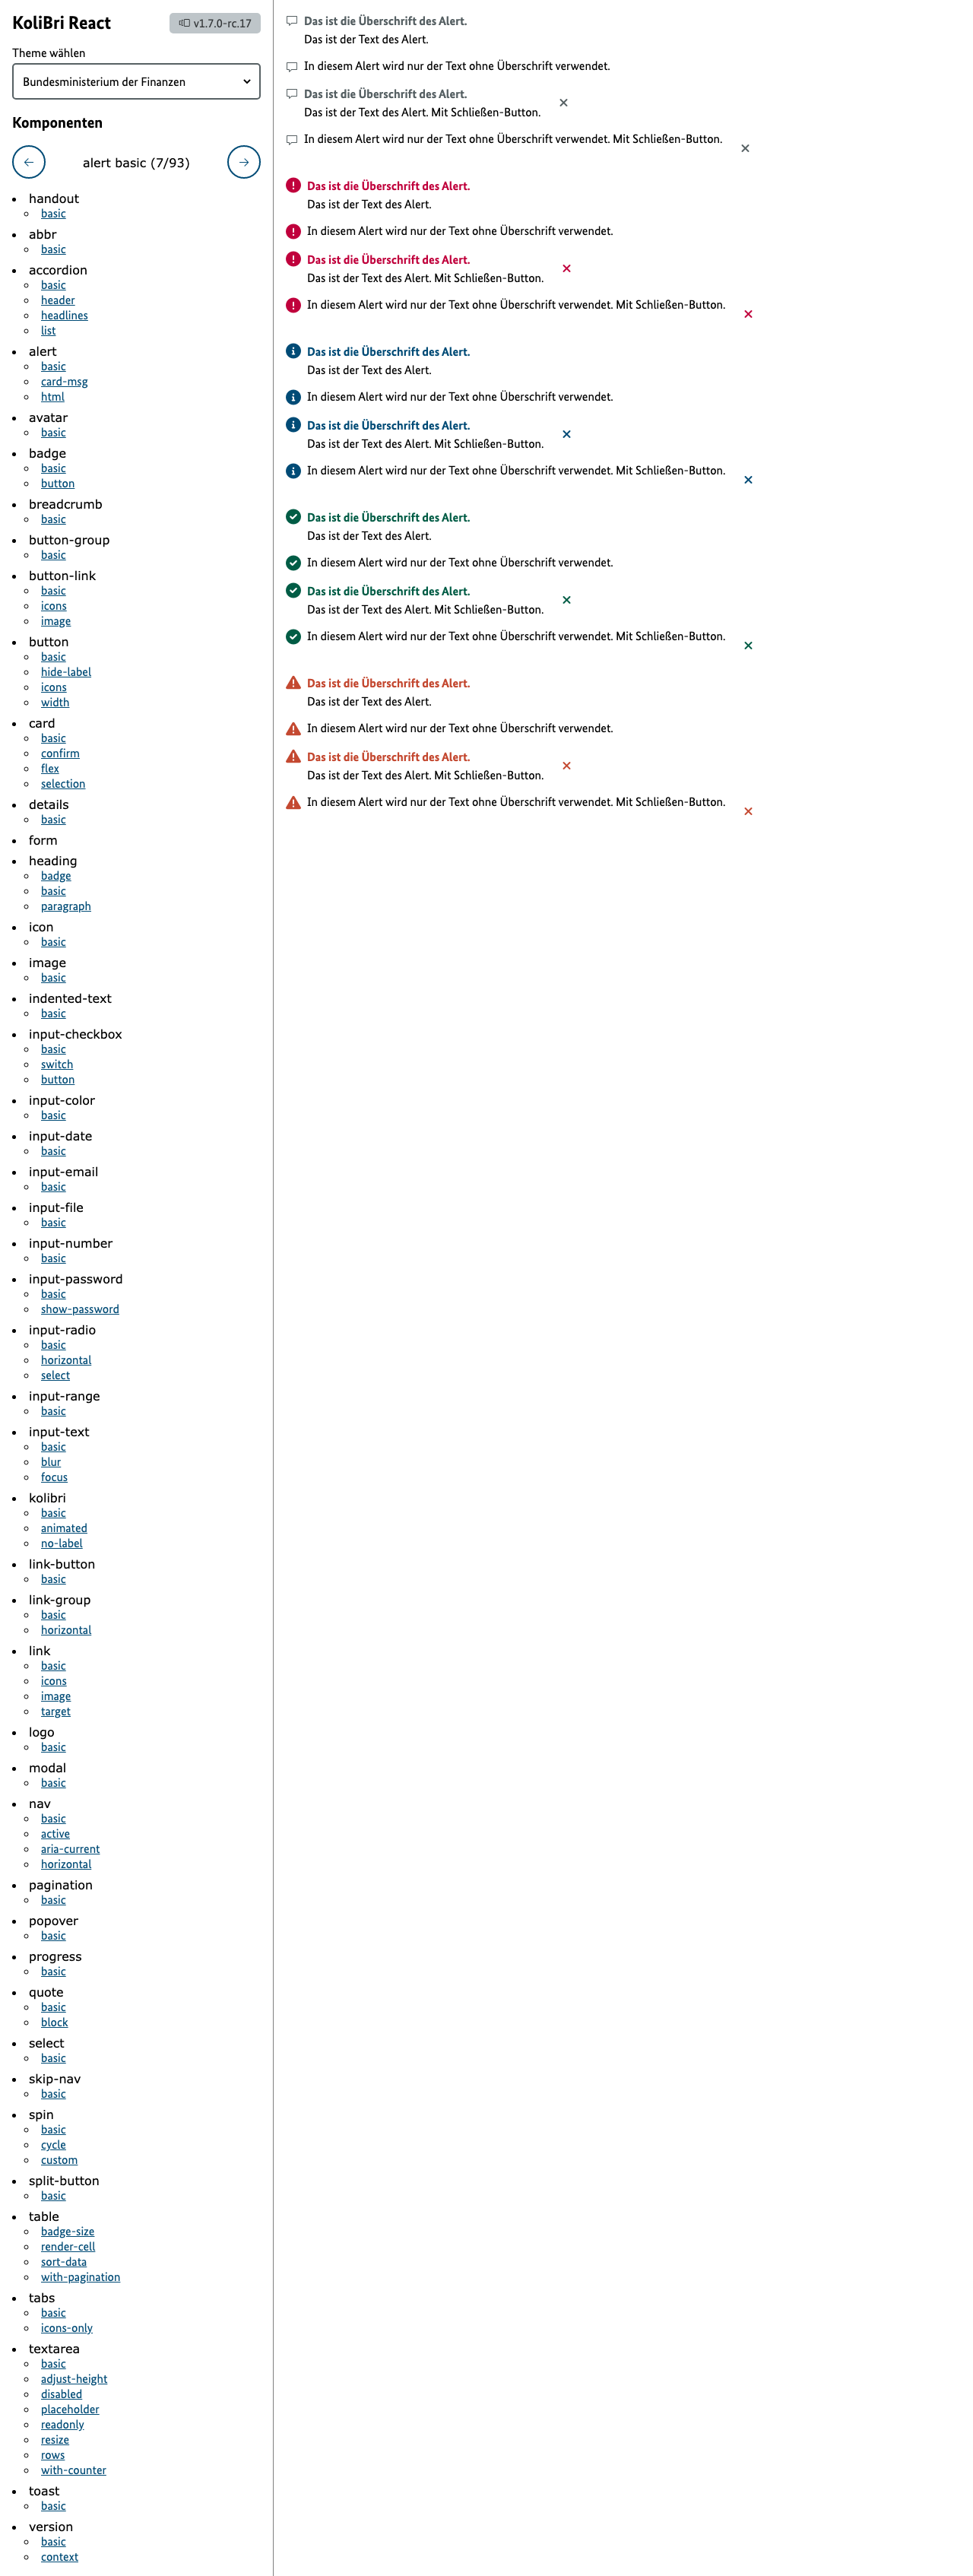 KoliBri React
v1.7.0-rc.17
Theme wählen
Bundesministerium der Finanzen
Komponenten
alert basic (7/93)
handout
basic
abbr
basic
accordion
basic
header
headlines
list
alert
basic
card-msg
html
avatar
basic
badge
basic
button
breadcrumb
basic
button-group
basic
button-link
basic
icons
image
button
basic
hide-label
icons
width
card
basic
confirm
flex
selection
details
basic
form
heading
badge
basic
paragraph
icon
basic
image
basic
indented-text
basic
input-checkbox
basic
switch
button
input-color
basic
input-date
basic
input-email
basic
input-file
basic
input-number
basic
input-password
basic
show-password
input-radio
basic
horizontal
select
input-range
basic
input-text
basic
blur
focus
kolibri
basic
animated
no-label
link-button
basic
link-group
basic
horizontal
link
basic
icons
image
target
logo
basic
modal
basic
nav
basic
active
aria-current
horizontal
pagination
basic
popover
basic
progress
basic
quote
basic
block
select
basic
skip-nav
basic
spin
basic
cycle
custom
split-button
basic
table
badge-size
render-cell
sort-data
with-pagination
tabs
basic
icons-only
textarea
basic
adjust-height
disabled
placeholder
readonly
resize
rows
with-counter
toast
basic
version
basic
context
Das ist die Überschrift des Alert.
Das ist der Text des Alert.
In diesem Alert wird nur der Text ohne Überschrift verwendet.
Das ist die Überschrift des Alert.
Das ist der Text des Alert. Mit Schließen-Button.
In diesem Alert wird nur der Text ohne Überschrift verwendet. Mit Schließen-Button.
Das ist die Überschrift des Alert.
Das ist der Text des Alert.
In diesem Alert wird nur der Text ohne Überschrift verwendet.
Das ist die Überschrift des Alert.
Das ist der Text des Alert. Mit Schließen-Button.
In diesem Alert wird nur der Text ohne Überschrift verwendet. Mit Schließen-Button.
Das ist die Überschrift des Alert.
Das ist der Text des Alert.
In diesem Alert wird nur der Text ohne Überschrift verwendet.
Das ist die Überschrift des Alert.
Das ist der Text des Alert. Mit Schließen-Button.
In diesem Alert wird nur der Text ohne Überschrift verwendet. Mit Schließen-Button.
Das ist die Überschrift des Alert.
Das ist der Text des Alert.
In diesem Alert wird nur der Text ohne Überschrift verwendet.
Das ist die Überschrift des Alert.
Das ist der Text des Alert. Mit Schließen-Button.
In diesem Alert wird nur der Text ohne Überschrift verwendet. Mit Schließen-Button.
Das ist die Überschrift des Alert.
Das ist der Text des Alert.
In diesem Alert wird nur der Text ohne Überschrift verwendet.
Das ist die Überschrift des Alert.
Das ist der Text des Alert. Mit Schließen-Button.
In diesem Alert wird nur der Text ohne Überschrift verwendet. Mit Schließen-Button.